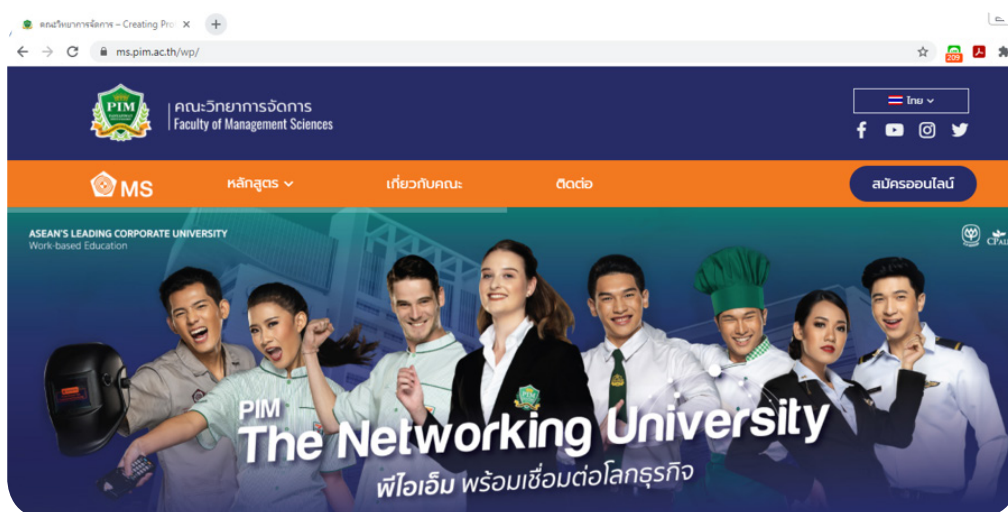 คณะวิทยาการจัดการ – Creating Pro
ms.pim.ac.th/wp/
209
PIM
คณะวิทยาการจัดการ
Faculty of Management Sciences
ไทย
MS
หลักสูตร
เกี่ยวกับคณะ
ติดต่อ
สมัครออนไลน์
ASEAN'S LEADING CORPORATE UNIVERSITY
Work-based Education
PIM
The Networking University
พีไอเอ็ม พร้อมเชื่อมต่อโลกธุรกิจ